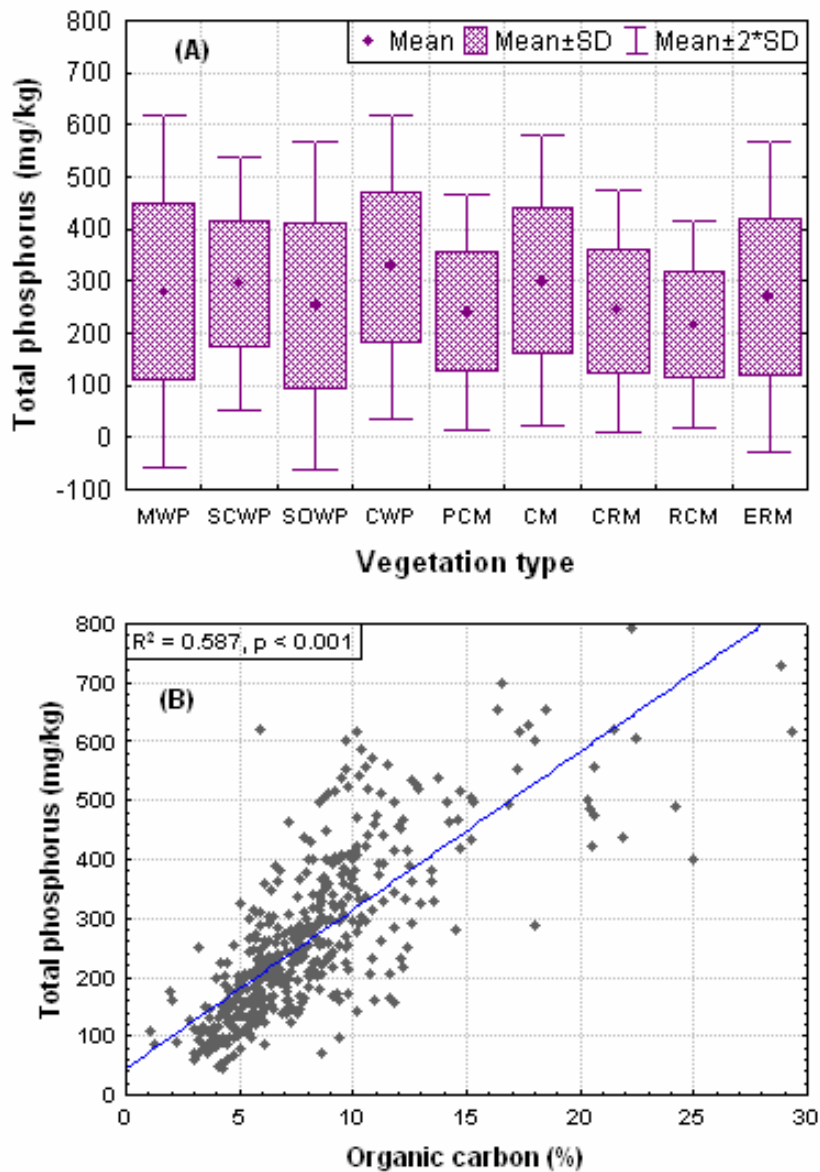 800
(A)
Mean Mean±SD Mean±2*SD
700
600
500
400
300
200
100
0
-100
Total phosphorus (mg/kg)
MWP SCWP SOWP CWP PCM CM CRM RCM ERM
Vegetation type
800
R² = 0.587, p < 0.001
(B)
700
600
500
400
300
200
100
0
Total phosphorus (mg/kg)
0 5 10 15 20 25 30
Organic carbon (%)